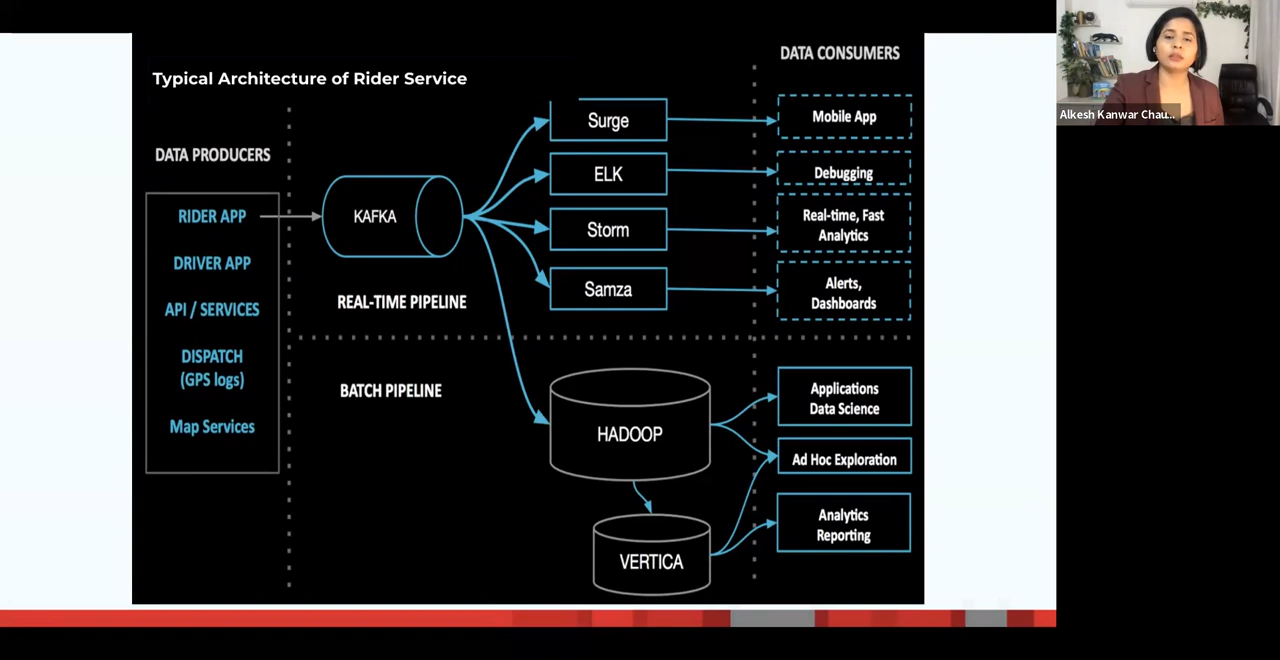 Typical Architecture of Rider Service
DATA PRODUCERS
RIDER APP
DRIVER APP
API / SERVICES
DISPATCH
(GPS logs)
Map Services
KAFKA
REAL-TIME PIPELINE
BATCH PIPELINE
Surge
ELK
Storm
Samza
HADOOP
VERTICA
DATA CONSUMERS
Mobile App
Debugging
Real-time, Fast
Analytics
Alerts,
Dashboards
Applications
Data Science
Ad Hoc Exploration
Analytics
Reporting
Alkesh Kanwar Chau...